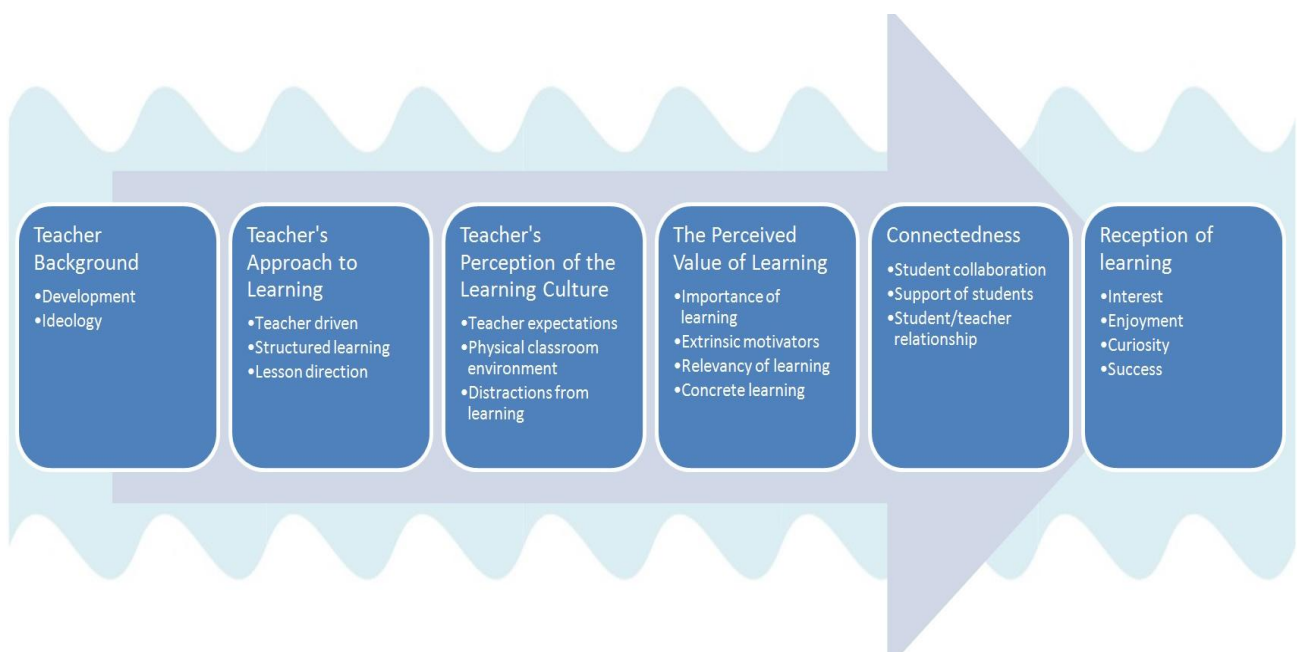 Teacher
Background
•Development
•Ideology
Teacher's
Approach to
Learning
•Teacher driven
•Structured learning
•Lesson direction
Teacher's
Perception of the
Learning Culture
•Teacher expectations
•Physical classroom
environment
•Distractions from
learning
The Perceived
Value of Learning
•Importance of
learning
•Extrinsic motivators
•Relevancy of learning
•Concrete learning
Connectedness
•Student collaboration
•Support of students
•Student/teacher
relationship
Reception of
learning
•Interest
•Enjoyment
•Curiosity
•Success